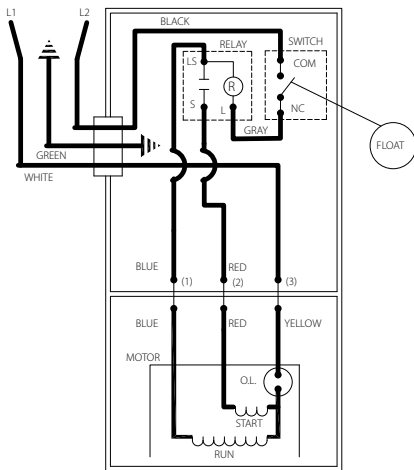 L1
L2
BLACK
RELAY
SWITCH
LS
COM
R
S
L
NC
GRAY
FLOAT
GREEN
WHITE
BLUE
RED
(1)
(2)
(3)
BLUE
RED
YELLOW
MOTOR
O.L.
START
RUN